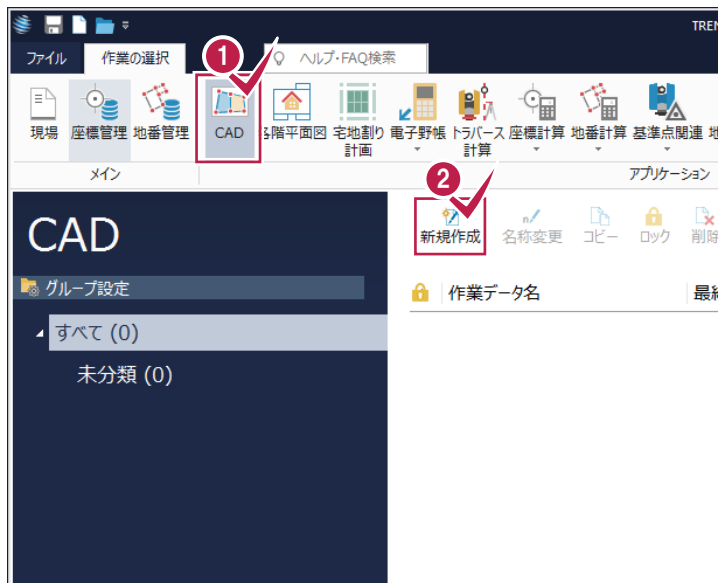 TREN
ファイル 作業の選択 1 ヘルプ・FAQ検索
現場 座標管理 地番管理 CAD 各階平面図 宅地割り計画 電子野帳 トラバース計算 座標計算 地番計算 基準点関連 地
メイン アプリケーション
2
CAD
新規作成 名称変更 コピー ロック 削除
グループ設定
作業データ名 最終
すべて (0)
未分類 (0)